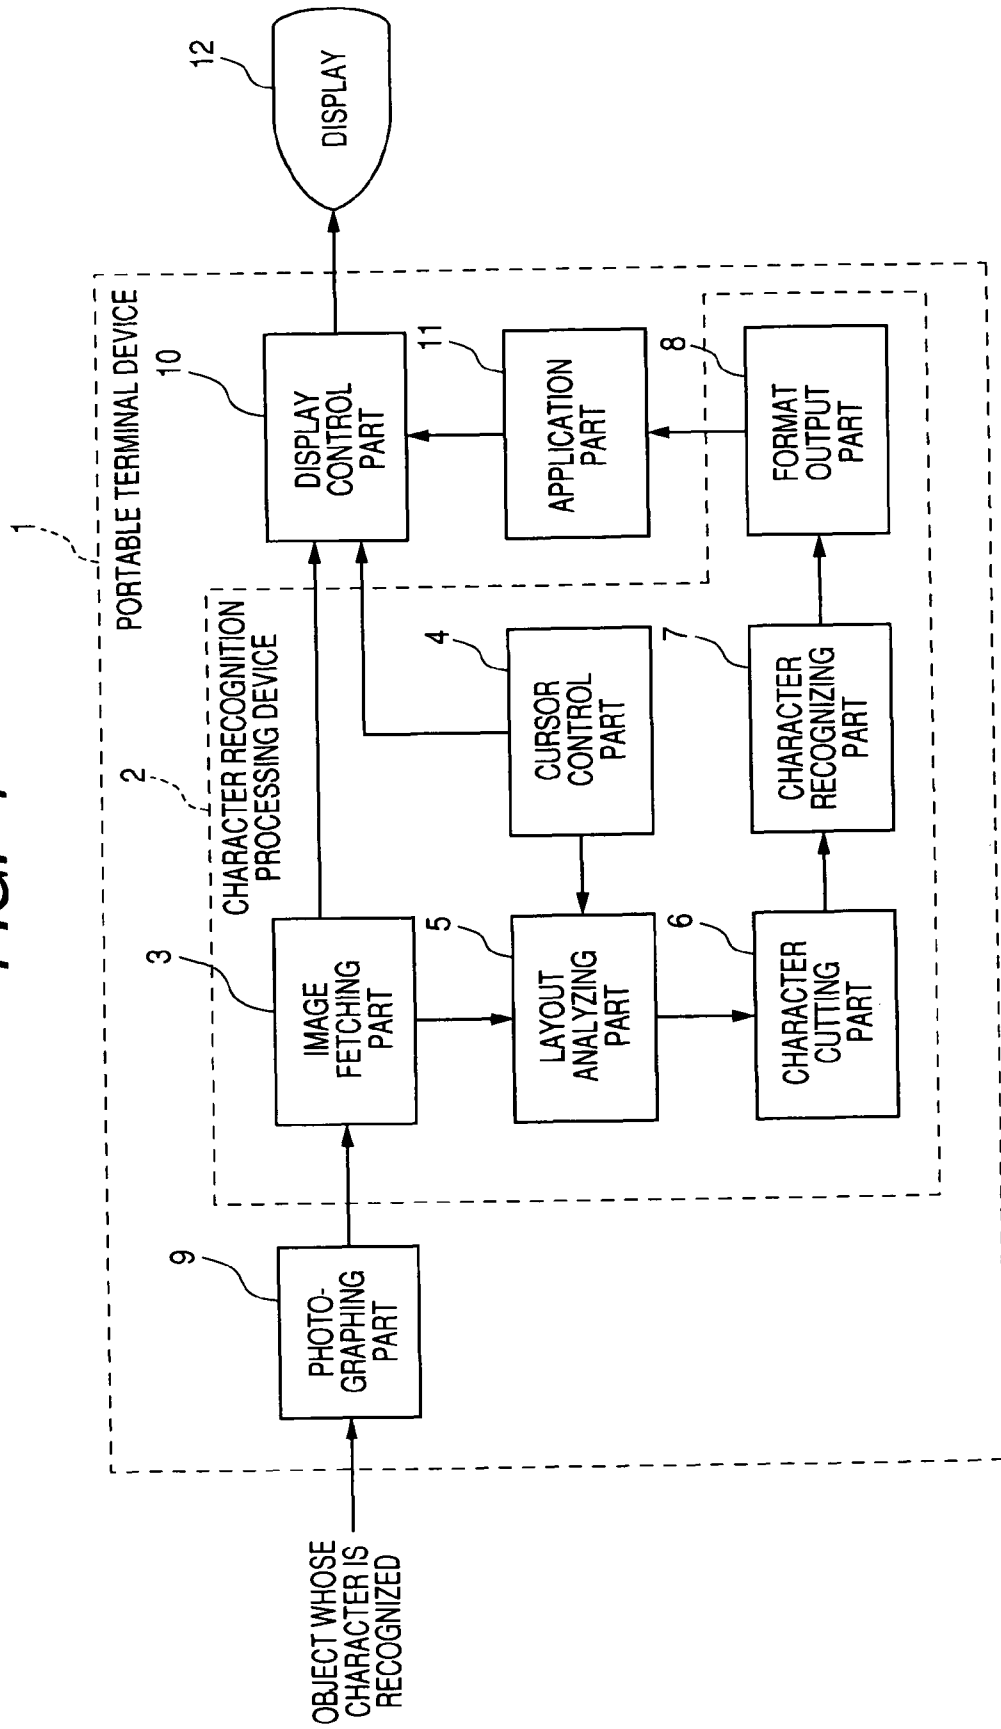 1
PORTABLE TERMINAL DEVICE
2
CHARACTER RECOGNITION
PROCESSING DEVICE
OBJECT WHOSE
CHARACTER IS
RECOGNIZED
9
PHOTO-
GRAPHING
PART
3
IMAGE
FETCHING
PART
10
DISPLAY
CONTROL
PART
12
DISPLAY
5
LAYOUT
ANALYZING
PART
4
CURSOR
CONTROL
PART
11
APPLICATION
PART
6
CHARACTER
CUTTING
PART
7
CHARACTER
RECOGNIZING
PART
8
FORMAT
OUTPUT
PART